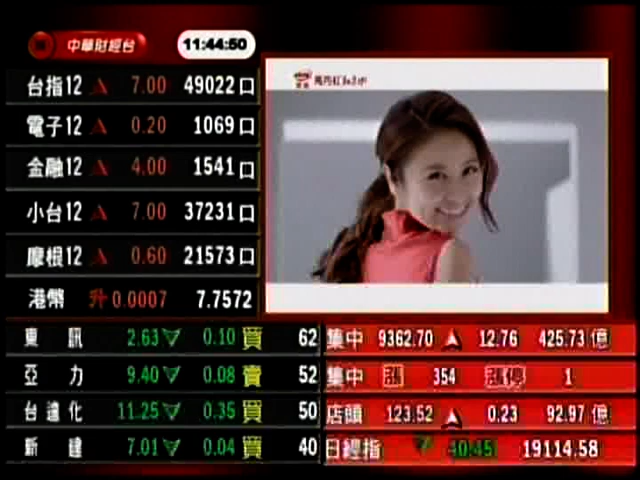 中華財經台 11:44:50
台指12 7.00 49022口
電子12 0.20 1069口
金融12 4.00 1541口
小台12 7.00 37231口
摩根12 0.60 21573口
港幣 升0.0007 7.7572
東訊 2.63 0.10 買 62
亞力 9.40 0.08 賣 52
台達化 11.25 0.35 買 50
新建 7.01 0.04 買 40
集中 9362.70 12.76 425.73億
集中 漲 354 漲停 1
店頭 123.52 0.23 92.97億
日經指 40.45 19114.58